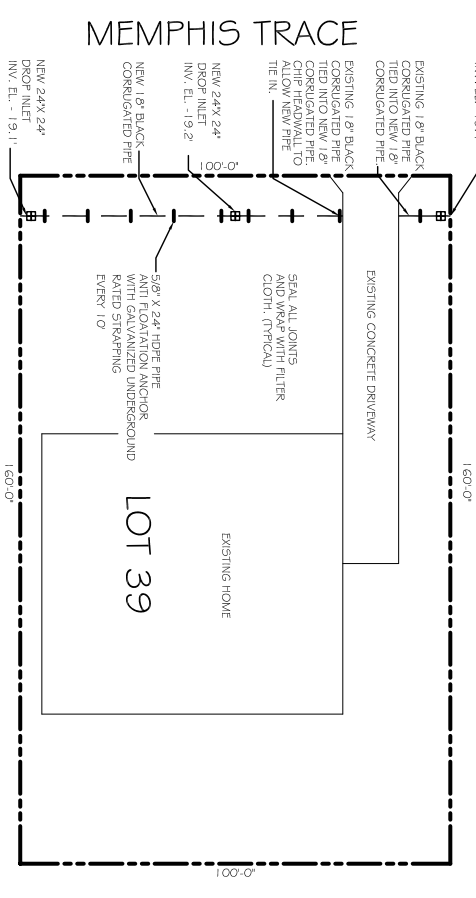 MEMPHIS TRACE
NEW 24"X 24"
DROP INLET
INV. EL. -19.1'
NEW 18" BLACK
CORRUGATED PIPE
NEW 24"X 24"
DROP INLET
INV. EL. -19.2'
EXISTING 18" BLACK
CORRUGATED PIPE
TIED INTO NEW 18"
CORRUGATED PIPE.
CHIP HEADWALL TO
ALLOW NEW PIPE
TIE IN.
EXISTING 18" BLACK
CORRUGATED PIPE
TIED INTO NEW 18"
CORRUGATED PIPE.
100'-0"
5/8" X 24" HDPE PIPE
ANTI FLOATATION ANCHOR
WITH GALVANIZED UNDERGROUND
RATED STRAPPING
EVERY 10'
SEAL ALL JOINTS
AND WRAP WITH FILTER
CLOTH. (TYPICAL)
EXISTING CONCRETE DRIVEWAY
160'-0"
160'-0"
LOT 39
EXISTING HOME
100'-0"